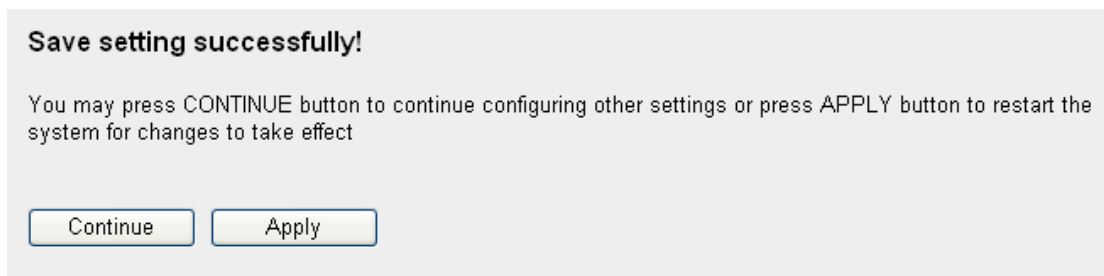 Save setting successfully!
You may press CONTINUE button to continue configuring other settings or press APPLY button to restart the
system for changes to take effect
Continue Apply